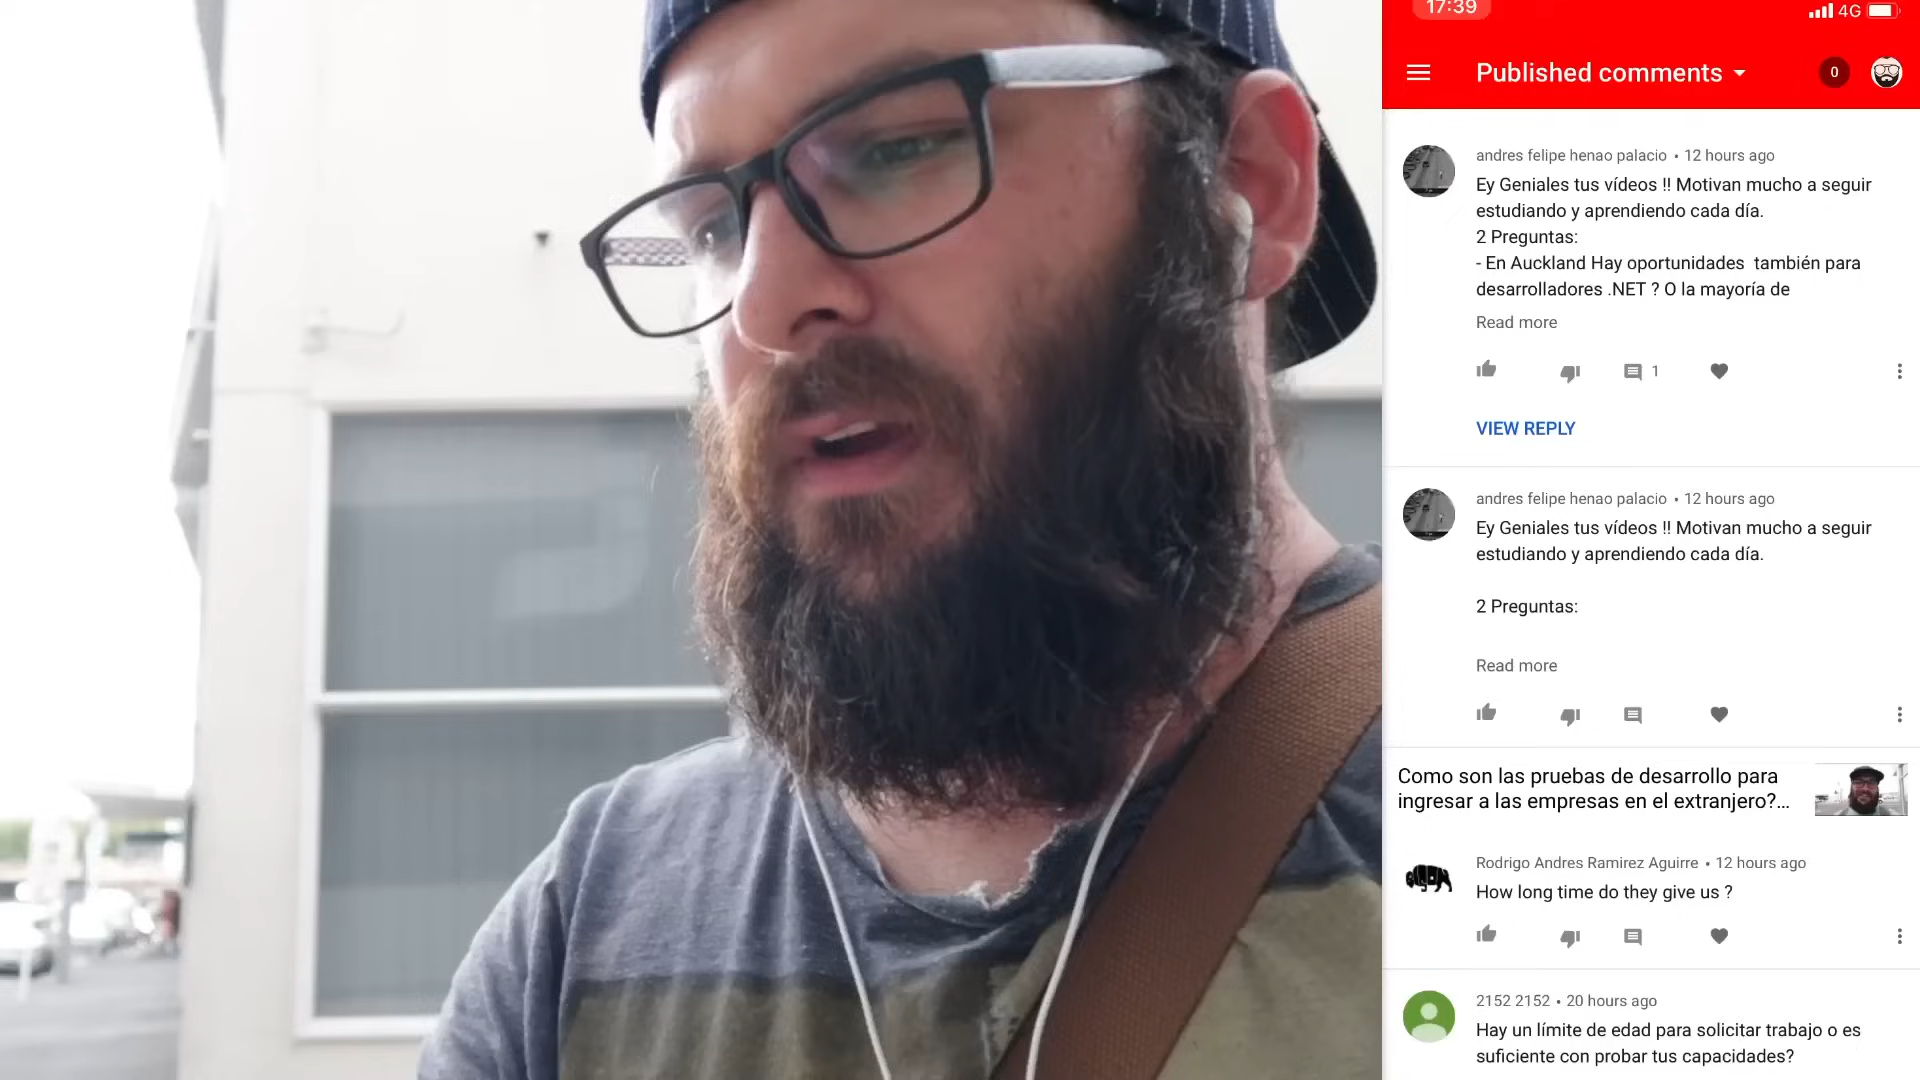 17:39
4G
Published comments
0
andres felipe henao palacio • 12 hours ago
Ey Geniales tus vídeos !! Motivan mucho a seguir
estudiando y aprendiendo cada día.
2 Preguntas:
- En Auckland Hay oportunidades también para
desarrolladores .NET ? O la mayoría de
Read more
1
VIEW REPLY
andres felipe henao palacio • 12 hours ago
Ey Geniales tus vídeos !! Motivan mucho a seguir
estudiando y aprendiendo cada día.
2 Preguntas:
Read more
Como son las pruebas de desarrollo para
ingresar a las empresas en el extranjero?...
Rodrigo Andres Ramirez Aguirre • 12 hours ago
How long time do they give us ?
2152 2152 • 20 hours ago
Hay un límite de edad para solicitar trabajo o es
suficiente con probar tus capacidades?